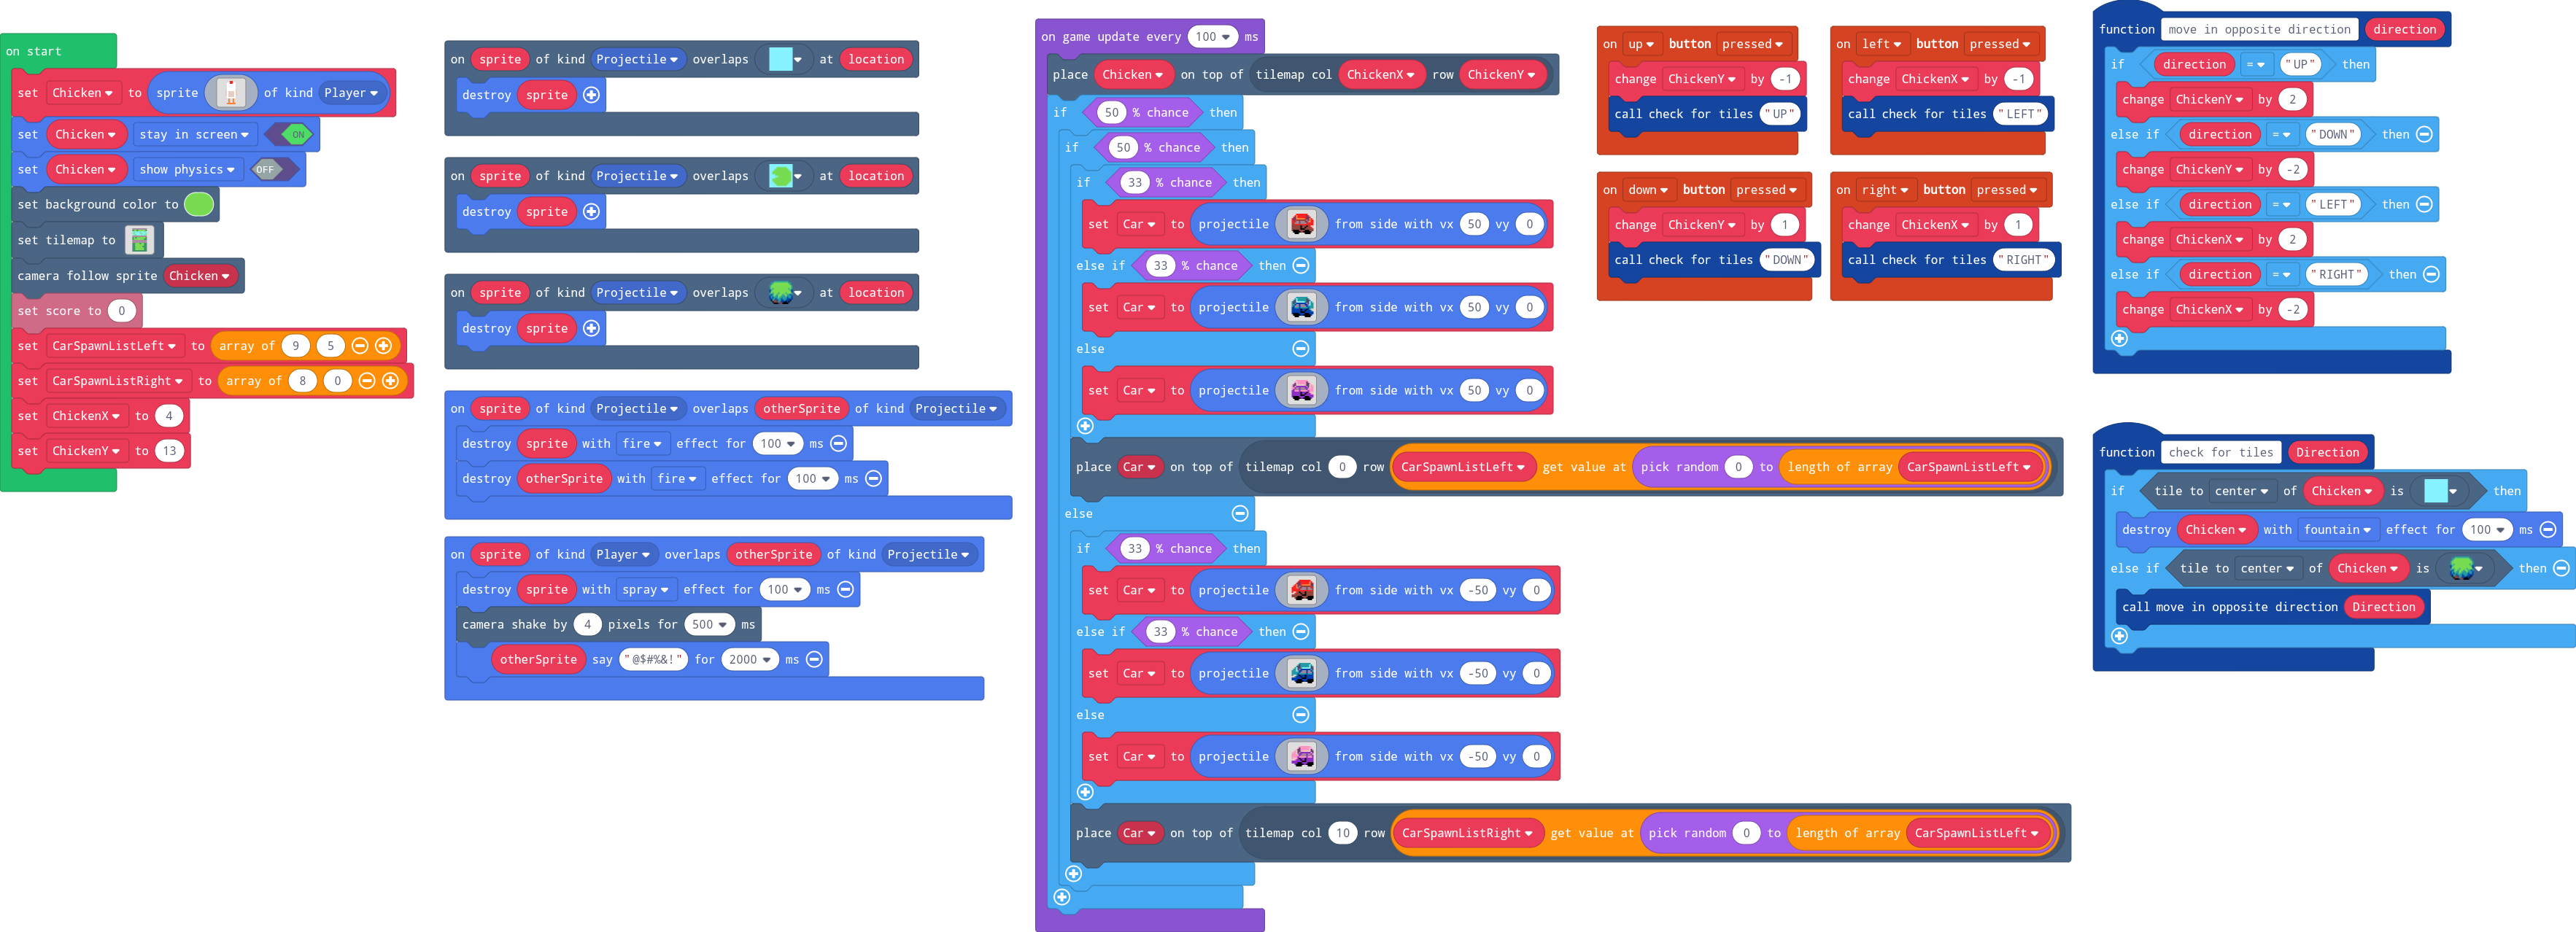 on start
set Chicken to sprite of kind Player
set Chicken stay in screen ON
set Chicken show physics OFF
set background color to
set tilemap to
camera follow sprite Chicken
set score to 0
set CarSpawnListLeft to array of 9 5
set CarSpawnListRight to array of 8 0
set ChickenX to 4
set ChickenY to 13
on sprite of kind Projectile overlaps at location
destroy sprite
on sprite of kind Projectile overlaps at location
destroy sprite
on sprite of kind Projectile overlaps at location
destroy sprite
on sprite of kind Projectile overlaps otherSprite of kind Projectile
destroy sprite with fire effect for 100 ms
destroy otherSprite with fire effect for 100 ms
on sprite of kind Player overlaps otherSprite of kind Projectile
destroy sprite with spray effect for 100 ms
camera shake by 4 pixels for 500 ms
otherSprite say "@$#%&!" for 2000 ms
on game update every 100 ms
place Chicken on top of tilemap col ChickenX row ChickenY
if 50 % chance then
if 50 % chance then
if 33 % chance then
set Car to projectile from side with vx 50 vy 0
else if 33 % chance then
set Car to projectile from side with vx 50 vy 0
else
set Car to projectile from side with vx 50 vy 0
place Car on top of tilemap col 0 row CarSpawnListLeft get value at pick random 0 to length of array CarSpawnListLeft
else
if 33 % chance then
set Car to projectile from side with vx -50 vy 0
else if 33 % chance then
set Car to projectile from side with vx -50 vy 0
else
set Car to projectile from side with vx -50 vy 0
place Car on top of tilemap col 10 row CarSpawnListRight get value at pick random 0 to length of array CarSpawnListLeft
on up button pressed
change ChickenY by -1
call check for tiles "UP"
on left button pressed
change ChickenX by -1
call check for tiles "LEFT"
on down button pressed
change ChickenY by 1
call check for tiles "DOWN"
on right button pressed
change ChickenX by 1
call check for tiles "RIGHT"
function move in opposite direction direction
if direction = "UP" then
change ChickenY by 2
else if direction = "DOWN" then
change ChickenY by -2
else if direction = "LEFT" then
change ChickenX by 2
else if direction = "RIGHT" then
change ChickenX by -2
function check for tiles Direction
if tile to center of Chicken is then
destroy Chicken with fountain effect for 100 ms
else if tile to center of Chicken is then
call move in opposite direction Direction